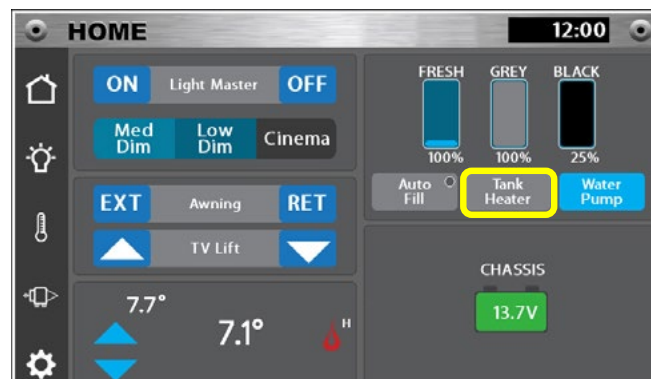 HOME
12:00
ON Light Master OFF
Med Dim
Low Dim
Cinema
EXT Awning RET
TV Lift
7.7°
7.1°
H
FRESH GREY BLACK
100% 100% 25%
Auto Fill
Tank Heater
Water Pump
CHASSIS
13.7V